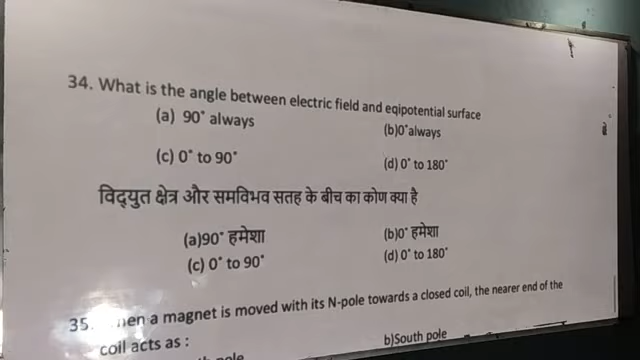 34. What is the angle between electric field and eqipotential surface
(a) 90° always (b)0°always
(c) 0° to 90° (d) 0° to 180°
विद्युत क्षेत्र और समविभव सतह के बीच का कोण क्या है
(a)90° हमेशा (b)0° हमेशा
(c) 0° to 90° (d) 0° to 180°
35. a magnet is moved with its N-pole towards a closed coil, the nearer end of the
coil acts as :
b)South pole